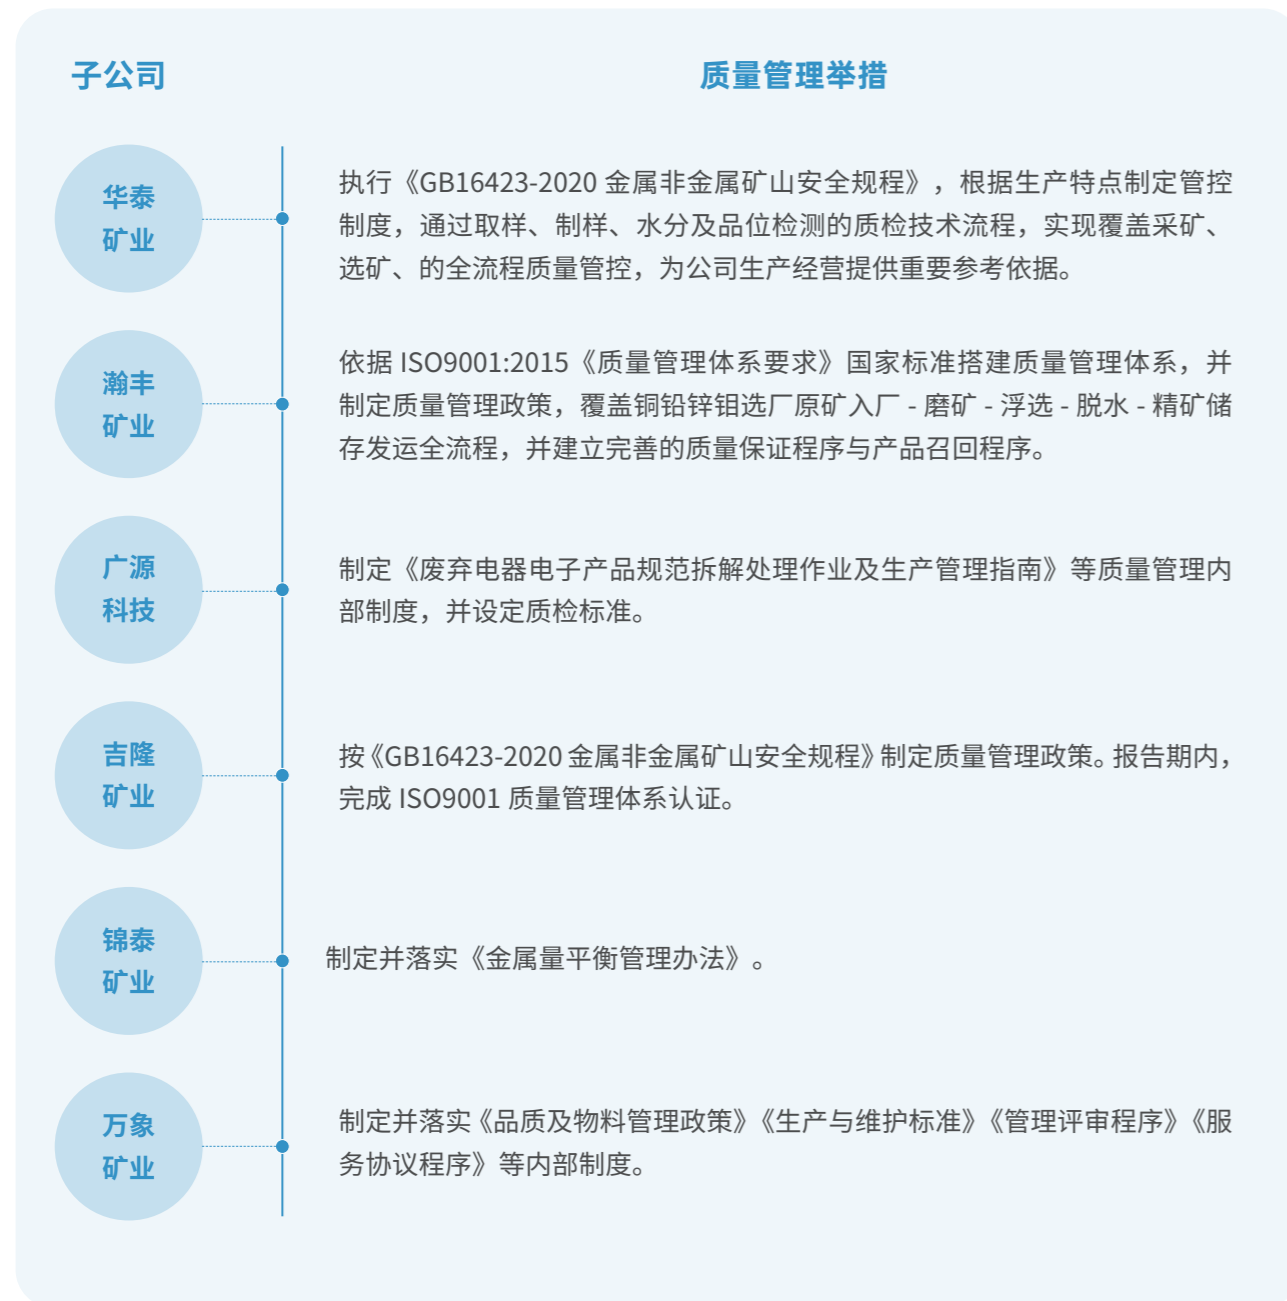 子公司
质量管理举措
华泰
矿业
执行《GB16423-2020 金属非金属矿山安全规程》，根据生产特点制定管控
制度，通过取样、制样、水分及品位检测的质检技术流程，实现覆盖采矿、
选矿、的全流程质量管控，为公司生产经营提供重要参考依据。
瀚丰
矿业
依据 ISO9001:2015《质量管理体系要求》国家标准搭建质量管理体系，并
制定质量管理政策，覆盖铜铅锌钼选厂原矿入厂 - 磨矿 - 浮选 - 脱水 - 精矿储
存发运全流程，并建立完善的质量保证程序与产品召回程序。
广源
科技
制定《废弃电器电子产品规范拆解处理作业及生产管理指南》等质量管理内
部制度，并设定质检标准。
吉隆
矿业
按《GB16423-2020 金属非金属矿山安全规程》制定质量管理政策。报告期内，
完成 ISO9001 质量管理体系认证。
锦泰
矿业
制定并落实《金属量平衡管理办法》。
万象
矿业
制定并落实《品质及物料管理政策》《生产与维护标准》《管理评审程序》《服
务协议程序》等内部制度。